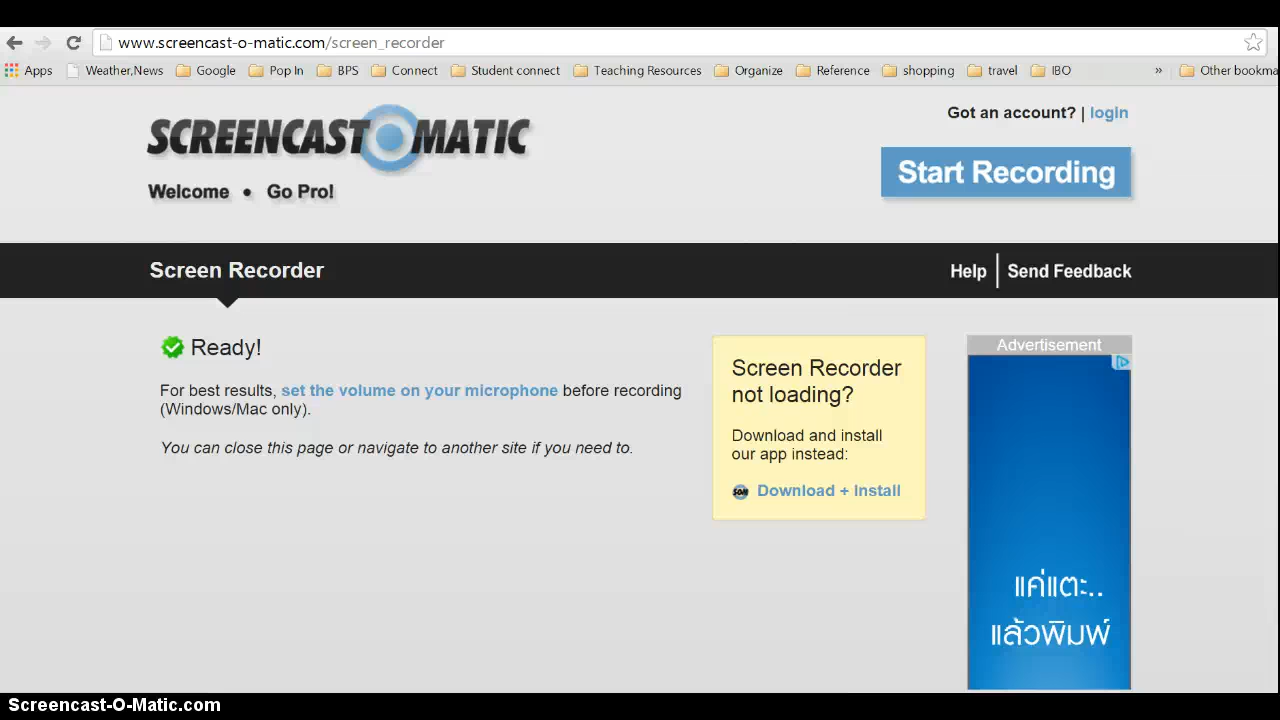 www.screencast-o-matic.com/screen_recorder
Apps Weather,News Google Pop In BPS Connect Student connect Teaching Resources Organize Reference shopping travel IBO » Other bookma
SCREENCAST O MATIC
Got an account? | login
Start Recording
Welcome • Go Pro!
Screen Recorder
Help | Send Feedback
Ready!
For best results, set the volume on your microphone before recording
(Windows/Mac only).
You can close this page or navigate to another site if you need to.
Screen Recorder
not loading?
Download and install
our app instead:
SOM Download + Install
Advertisement
แค่แตะ..
แล้วพิมพ์
Screencast-O-Matic.com